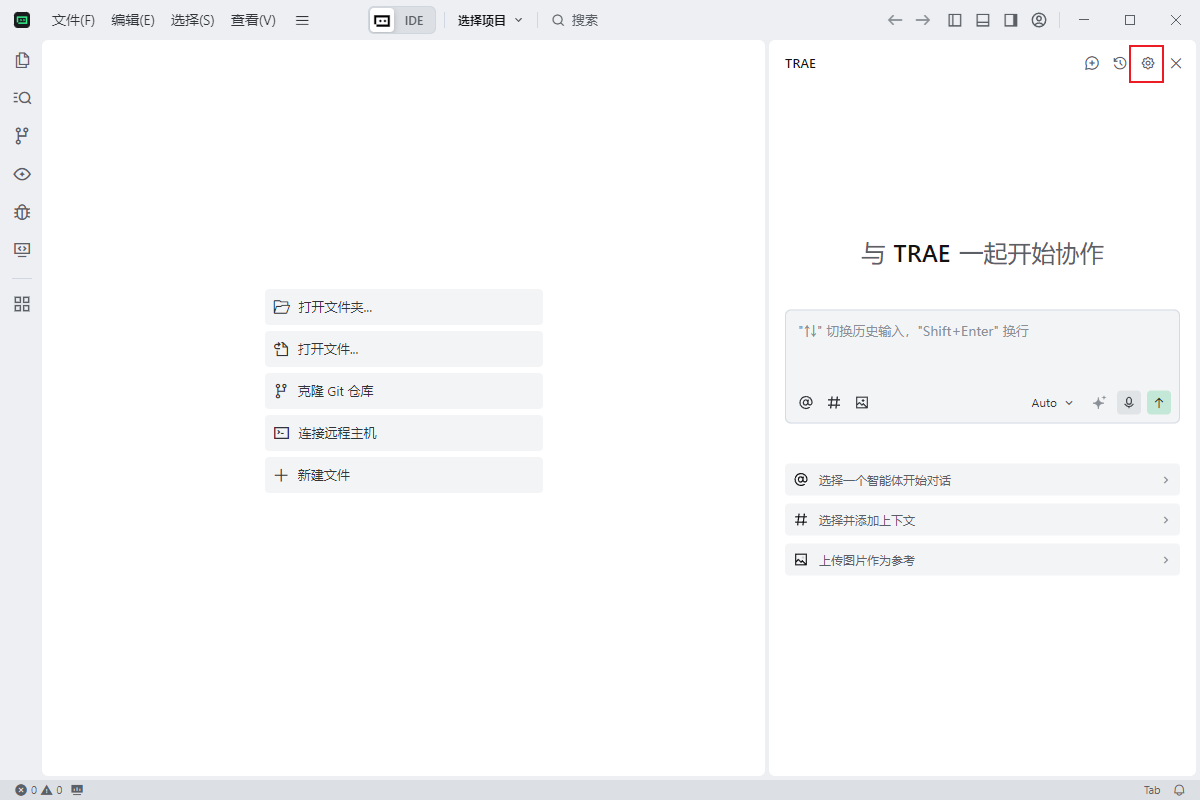 文件(F) 编辑(E) 选择(S) 查看(V) IDE 选择项目 搜索
TRAE
与 TRAE 一起开始协作
打开文件夹...
打开文件...
克隆 Git 仓库
连接远程主机
新建文件
"↑↓" 切换历史输入，"Shift+Enter" 换行
@ # Auto
@ 选择一个智能体开始对话
# 选择并添加上下文
上传图片作为参考
0 0 Tab